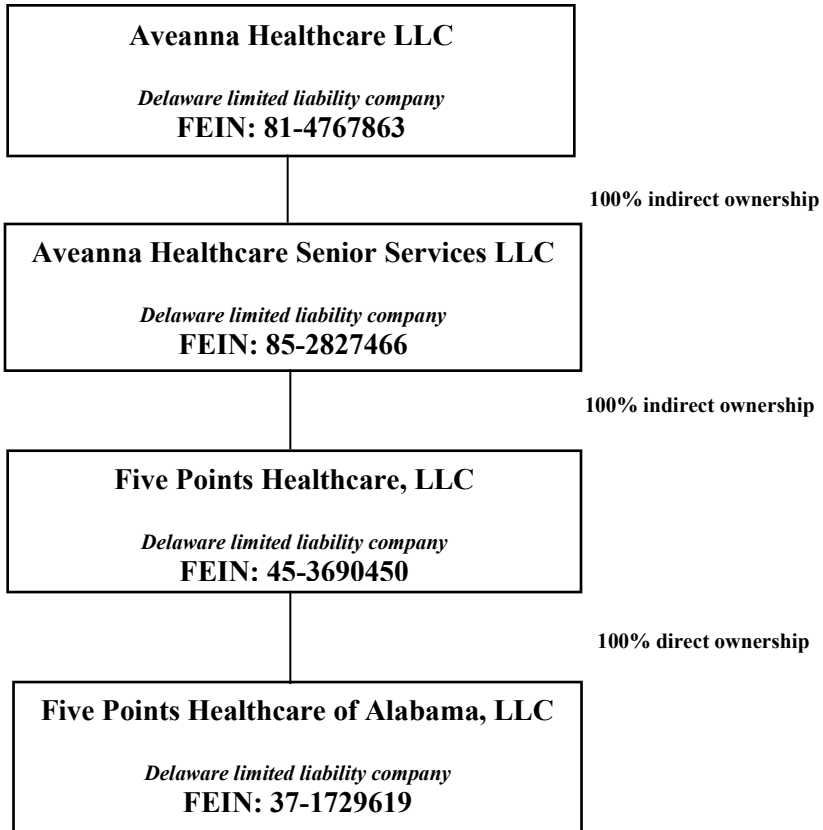 Aveanna Healthcare LLC
Delaware limited liability company
FEIN: 81-4767863
100% indirect ownership
Aveanna Healthcare Senior Services LLC
Delaware limited liability company
FEIN: 85-2827466
100% indirect ownership
Five Points Healthcare, LLC
Delaware limited liability company
FEIN: 45-3690450
100% direct ownership
Five Points Healthcare of Alabama, LLC
Delaware limited liability company
FEIN: 37-1729619